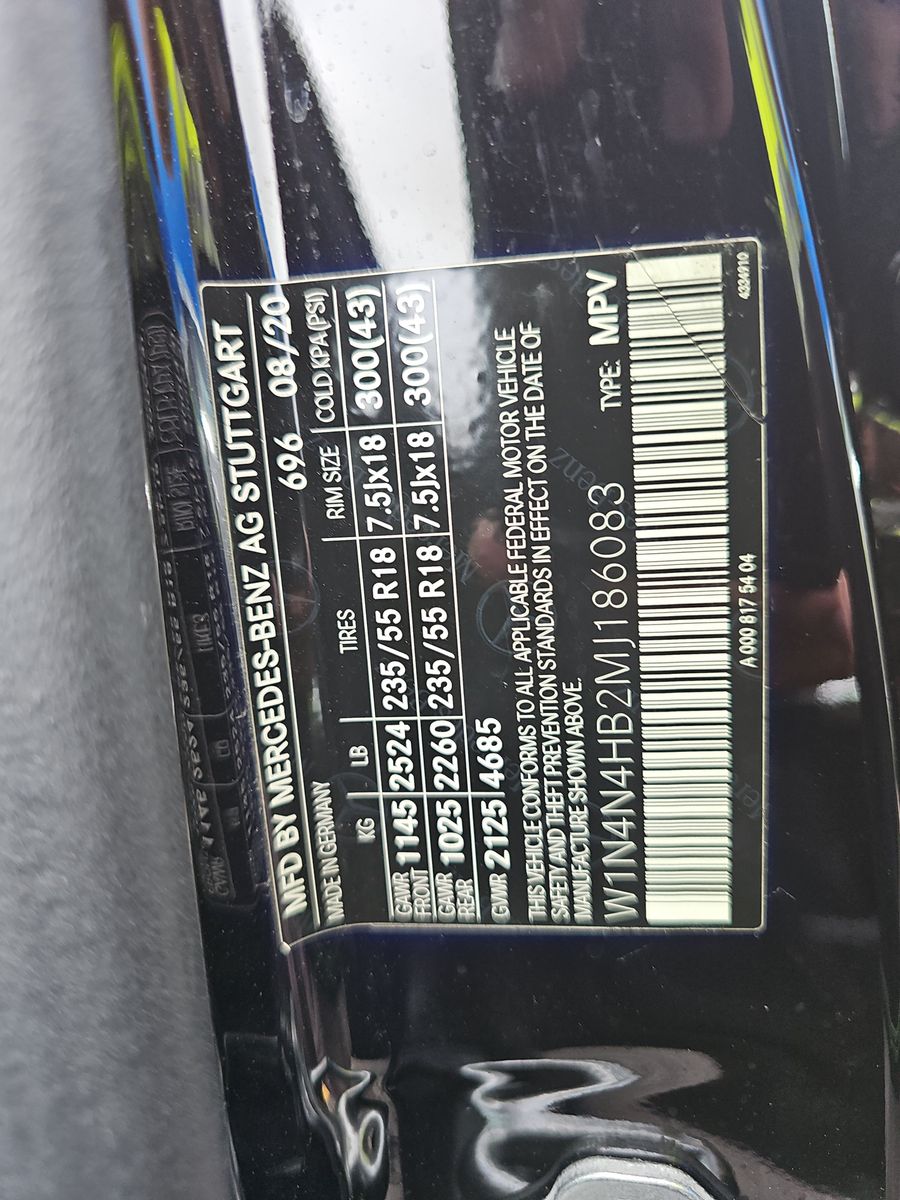 MFD BY MERCEDES-BENZ AG STUTTGART
MADE IN GERMANY 696 08/20
KG LB TIRES RIM SIZE COLD KPA (PSI)
GAWR FRONT 1145 2524 235/55 R18 7.5Jx18 300(43)
GAWR REAR 1025 2260 235/55 R18 7.5Jx18 300(43)
GVWR 2125 4685
THIS VEHICLE CONFORMS TO ALL APPLICABLE FEDERAL MOTOR VEHICLE
SAFETY AND THEFT PREVENTION STANDARDS IN EFFECT ON THE DATE OF
MANUFACTURE SHOWN ABOVE.
W1N4N4HB2MJ186083 TYPE: MPV
A 000 817 54 04 4324910